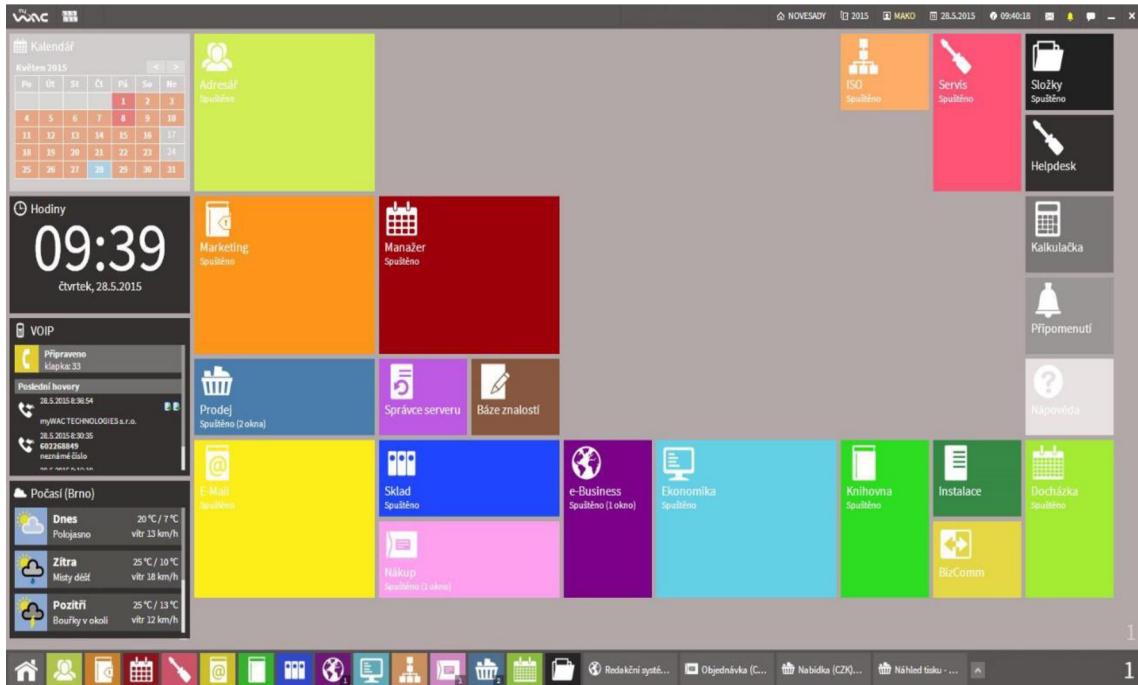 my
wac
NOVESADY
2015
MAKO
28.5.2015
09:40:18
Kalendář
Květen 2015
< >
Po Út St Čt Pá So Ne
1 2 3
4 5 6 7 8 9 10
11 12 13 14 15 16 17
18 19 20 21 22 23 24
25 26 27 28 29 30 31
Hodiny
09:39
čtvrtek, 28.5.2015
VOIP
Připraveno
klapka: 33
Poslední hovory
28.5.2015 8:36:54
myWAC TECHNOLOGIES s.r.o.
28.5.2015 8:30:35
602268849
neznámé číslo
Počasí (Brno)
Dnes 20 °C / 7 °C
Polojasno vítr 13 km/h
Zítra 25 °C / 10 °C
Místy déšť vítr 18 km/h
Pozítří 25 °C / 13 °C
Bouřky v okolí vítr 12 km/h
Adresář
Spuštěno
ISO
Spuštěno
Servis
Spuštěno
Složky
Spuštěno
Helpdesk
Marketing
Spuštěno
Manažer
Spuštěno
Kalkulačka
Připomenutí
Prodej
Spuštěno (2 okna)
Správce serveru
Báze znalostí
Nápověda
E-Mail
Spuštěno
Sklad
Spuštěno
e-Business
Spuštěno (1 okno)
Ekonomika
Spuštěno
Knihovna
Spuštěno
Instalace
Docházka
Spuštěno
Nákup
Spuštěno (1 okno)
BizComm
1
1
1
2
Redakční systé...
Objednávka (C...
Nabídka (CZK)...
Náhled tisku - ...
1